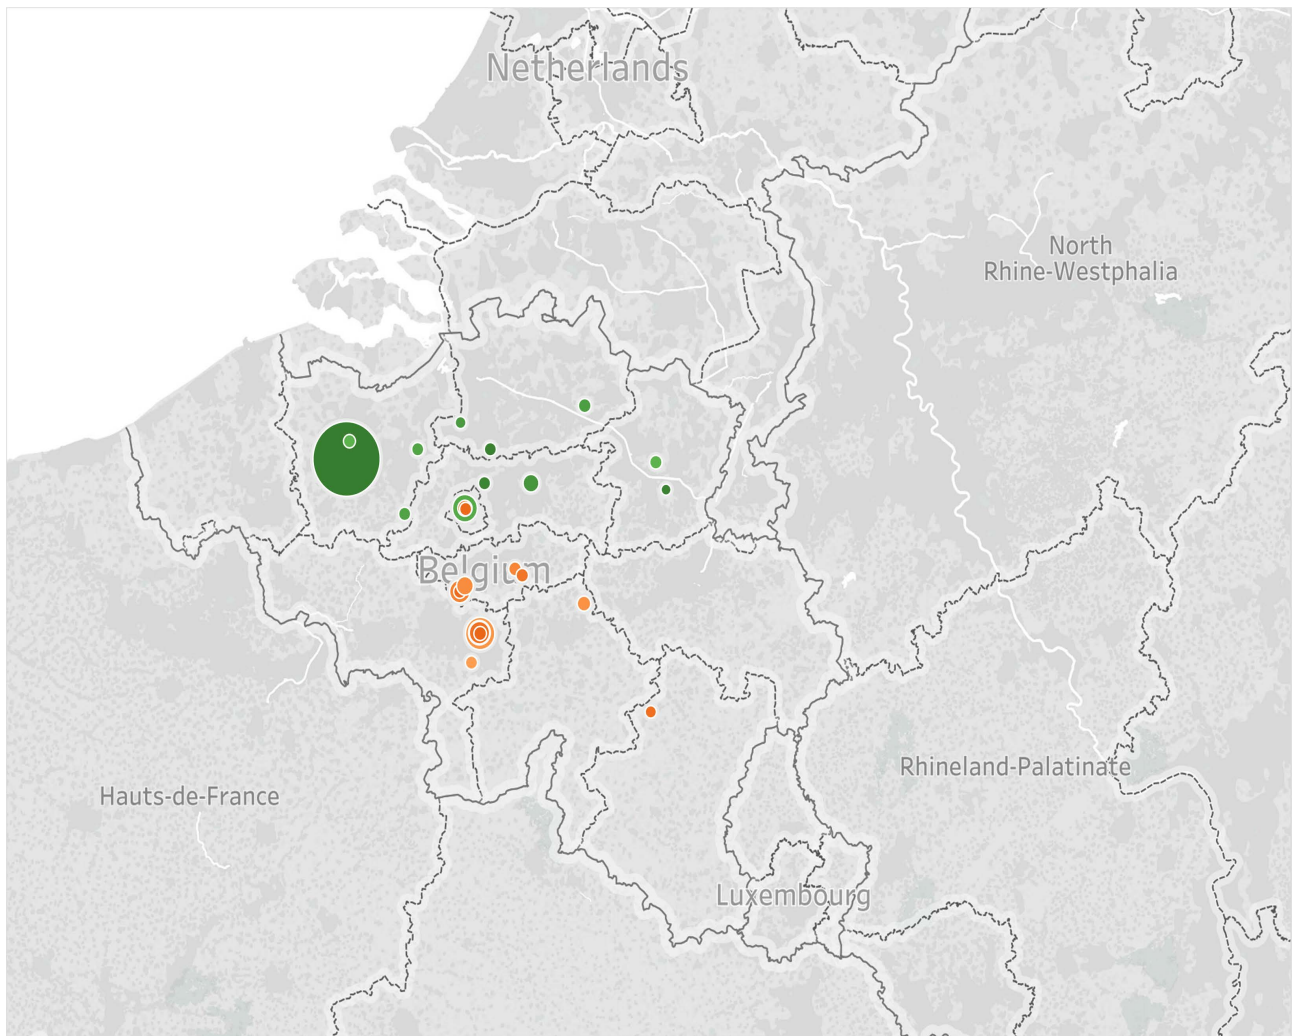 Netherlands
North
Rhine-Westphalia
Belgium
Rhineland-Palatinate
Hauts-de-France
Luxembourg